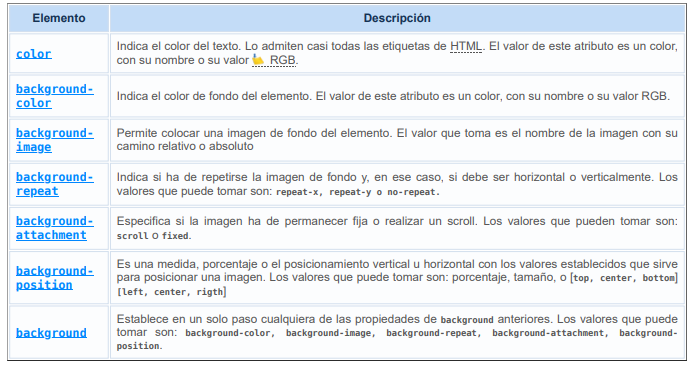 Elemento Descripción
color
Indica el color del texto. Lo admiten casi todas las etiquetas de HTML. El valor de este atributo es un color,
con su nombre o su valor RGB.
background-
color
Indica el color de fondo del elemento. El valor de este atributo es un color, con su nombre o su valor RGB.
background-
image
Permite colocar una imagen de fondo del elemento. El valor que toma es el nombre de la imagen con su
camino relativo o absoluto
background-
repeat
Indica si ha de repetirse la imagen de fondo y, en ese caso, si debe ser horizontal o verticalmente. Los
valores que puede tomar son: repeat-x, repeat-y o no-repeat.
background-
attachment
Especifica si la imagen ha de permanecer fija o realizar un scroll. Los valores que pueden tomar son:
scroll o fixed.
background-
position
Es una medida, porcentaje o el posicionamiento vertical u horizontal con los valores establecidos que sirve
para posicionar una imagen. Los valores que puede tomar son: porcentaje, tamaño, o [top, center, bottom]
[left, center, rigth]
background
Establece en un solo paso cualquiera de las propiedades de background anteriores. Los valores que puede
tomar son: background-color, background-image, background-repeat, background-attachment, background-
position.